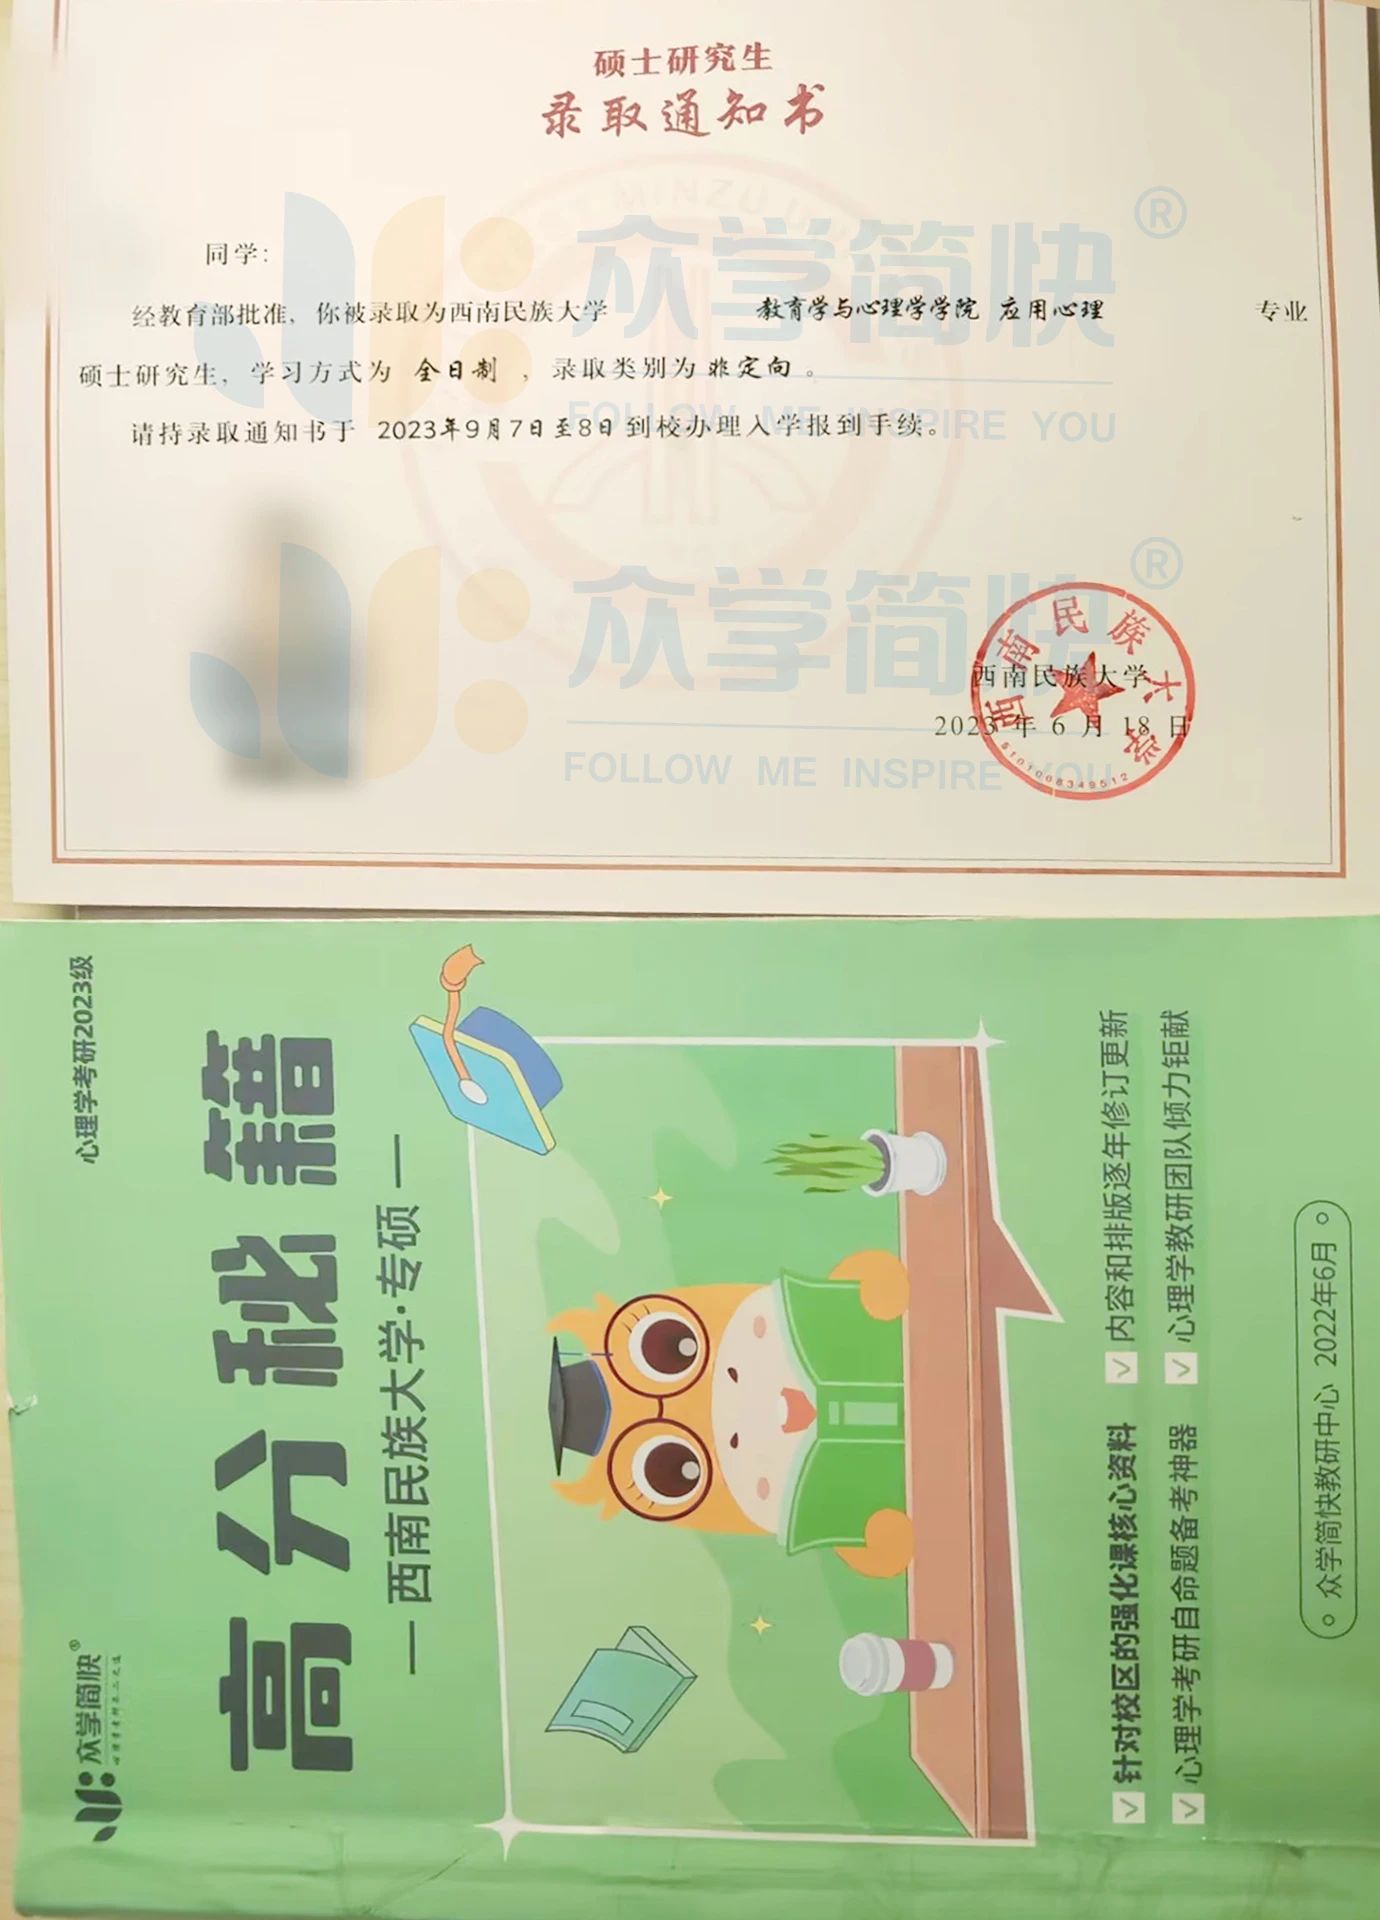 硕士研究生
录取通知书
同学：
经教育部批准，你被录取为西南民族大学 教育学与心理学学院 应用心理 专业
硕士研究生，学习方式为 全日制 ，录取类别为 非定向 。
请持录取通知书于 2023年9月7日至8日 到校办理入学报到手续。
众学简快®
FOLLOW ME INSPIRE YOU
众学简快®
FOLLOW ME INSPIRE YOU
西南民族大学
2023 年 6 月 18 日
西南民族大学
5101008349512
众学简快®
心理学考研2023级
高分秘籍
— 西南民族大学·专硕 —
针对校区的强化课核心资料
内容和排版逐年修订更新
心理学考研自命题备考神器
心理学教研团队倾力钜献
众学简快教研中心 2022年6月